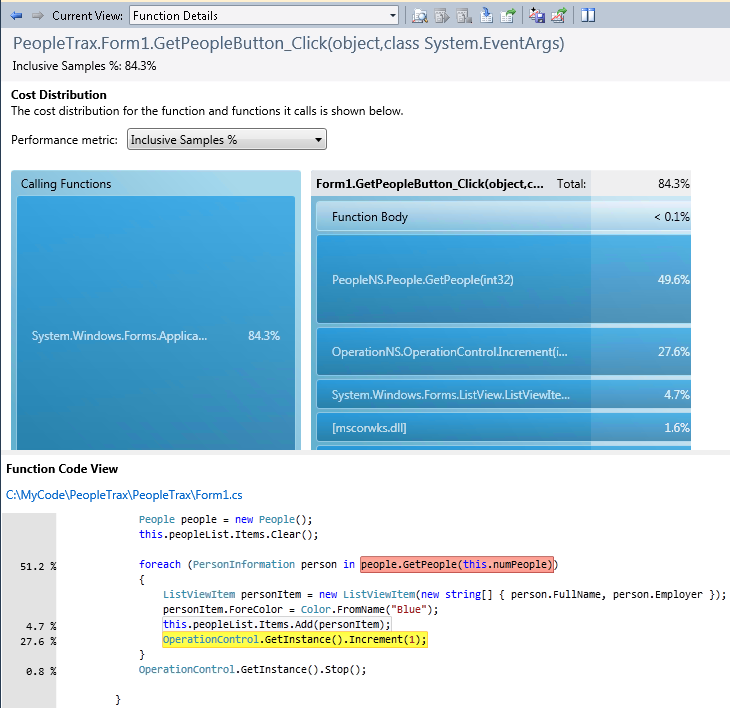 Current View: Function Details
PeopleTrax.Form1.GetPeopleButton_Click(object,class System.EventArgs)
Inclusive Samples %: 84.3%
Cost Distribution
The cost distribution for the function and functions it calls is shown below.
Performance metric: Inclusive Samples %
Calling Functions
System.Windows.Forms.Applica... 84.3%
Form1.GetPeopleButton_Click(object,c... Total: 84.3%
Function Body < 0.1%
PeopleNS.People.GetPeople(int32) 49.6%
OperationNS.OperationControl.Increment(i... 27.6%
System.Windows.Forms.ListView.ListViewIte... 4.7%
[mscorwks.dll] 1.6%
Function Code View
C:\MyCode\PeopleTrax\PeopleTrax\Form1.cs
People people = new People();
this.peopleList.Items.Clear();
51.2 % foreach (PersonInformation person in people.GetPeople(this.numPeople))
{
ListViewItem personItem = new ListViewItem(new string[] { person.FullName, person.Employer });
personItem.ForeColor = Color.FromName("Blue");
4.7 % this.peopleList.Items.Add(personItem);
27.6 % OperationControl.GetInstance().Increment(1);
}
0.8 % OperationControl.GetInstance().Stop();
}